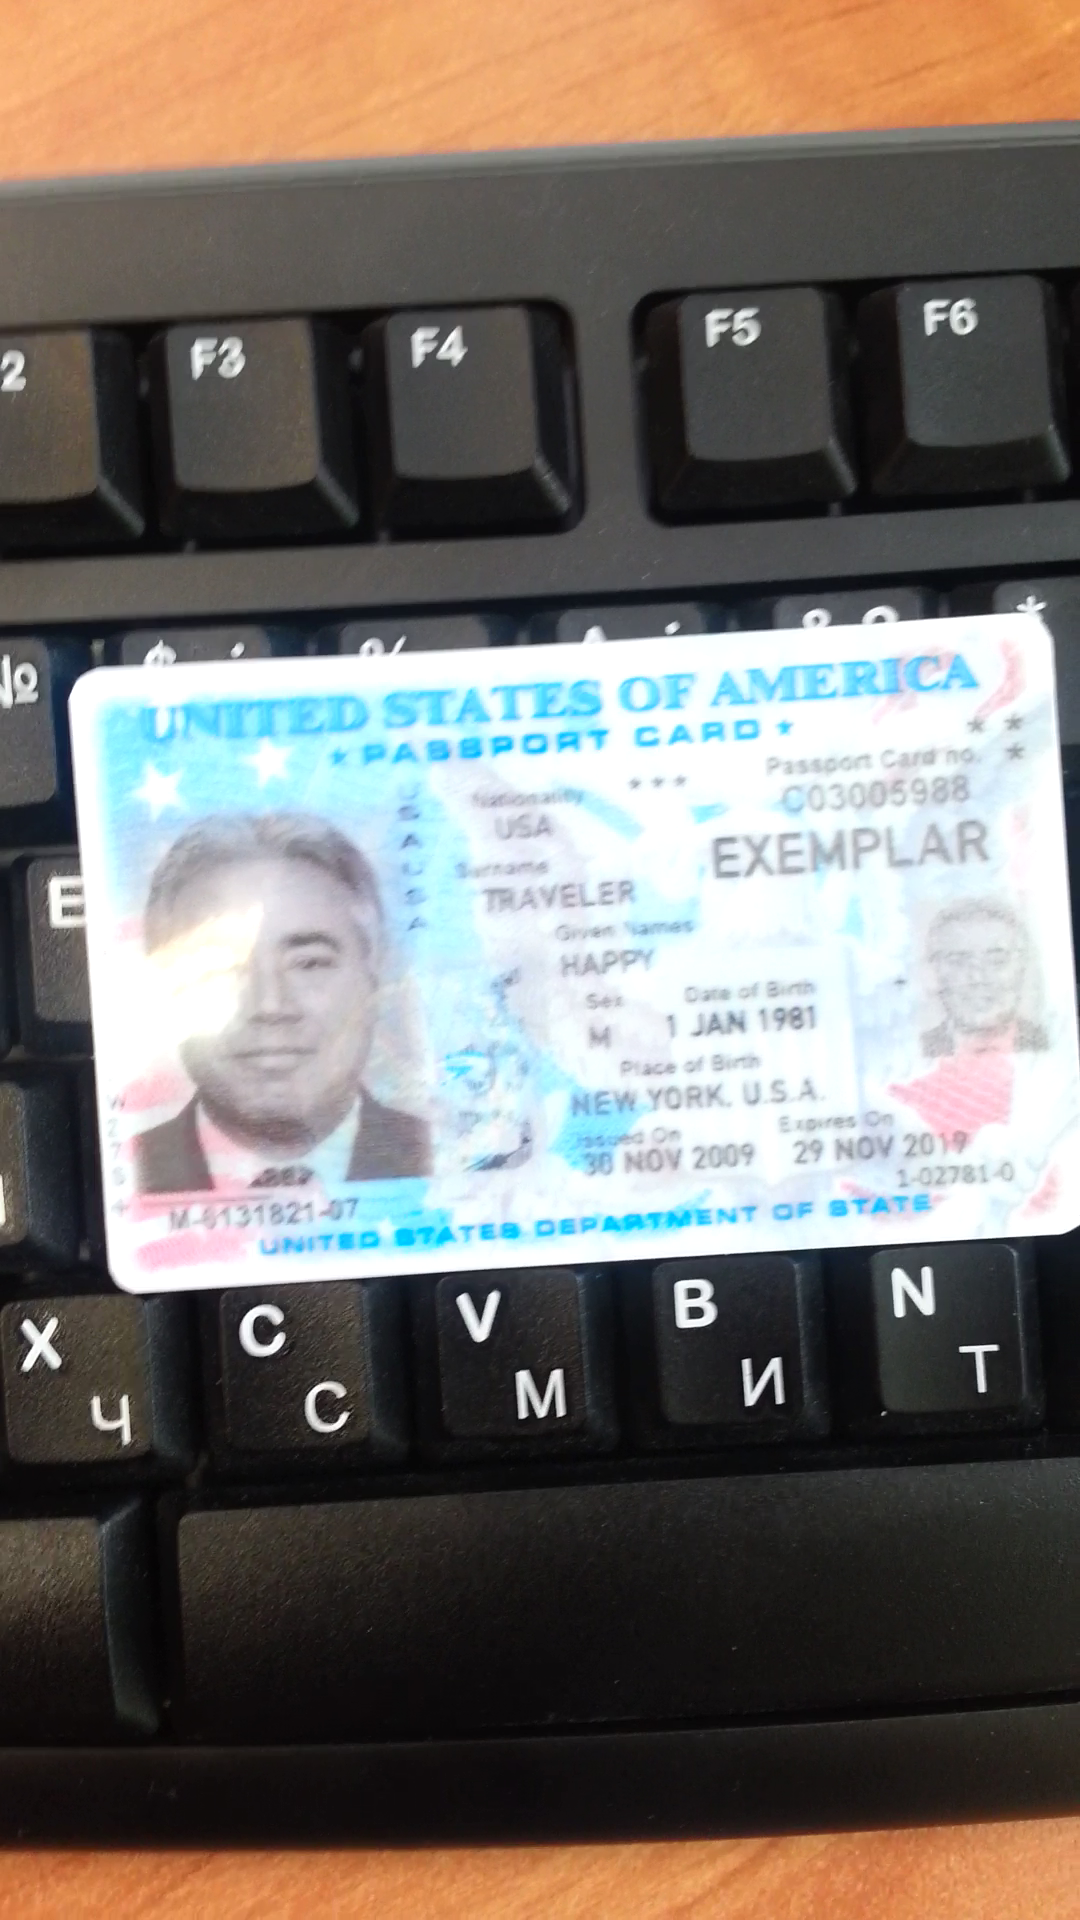 2 F3 F4 F5 F6
№ $ % ^ & *
UNITED STATES OF AMERICA
★ PASSPORT CARD ★
Passport Card no.
Nationality ★★★ C03005988
USA
EXEMPLAR
Surname
TRAVELER
Given Names
HAPPY
Sex Date of Birth
M 1 JAN 1981
Place of Birth
NEW YORK, U.S.A.
Issued On Expires On
30 NOV 2009 29 NOV 2019
1-02781-0
M-6131821-07
UNITED STATES DEPARTMENT OF STATE
USAUSA
E
X C V B N
Ч С М И Т